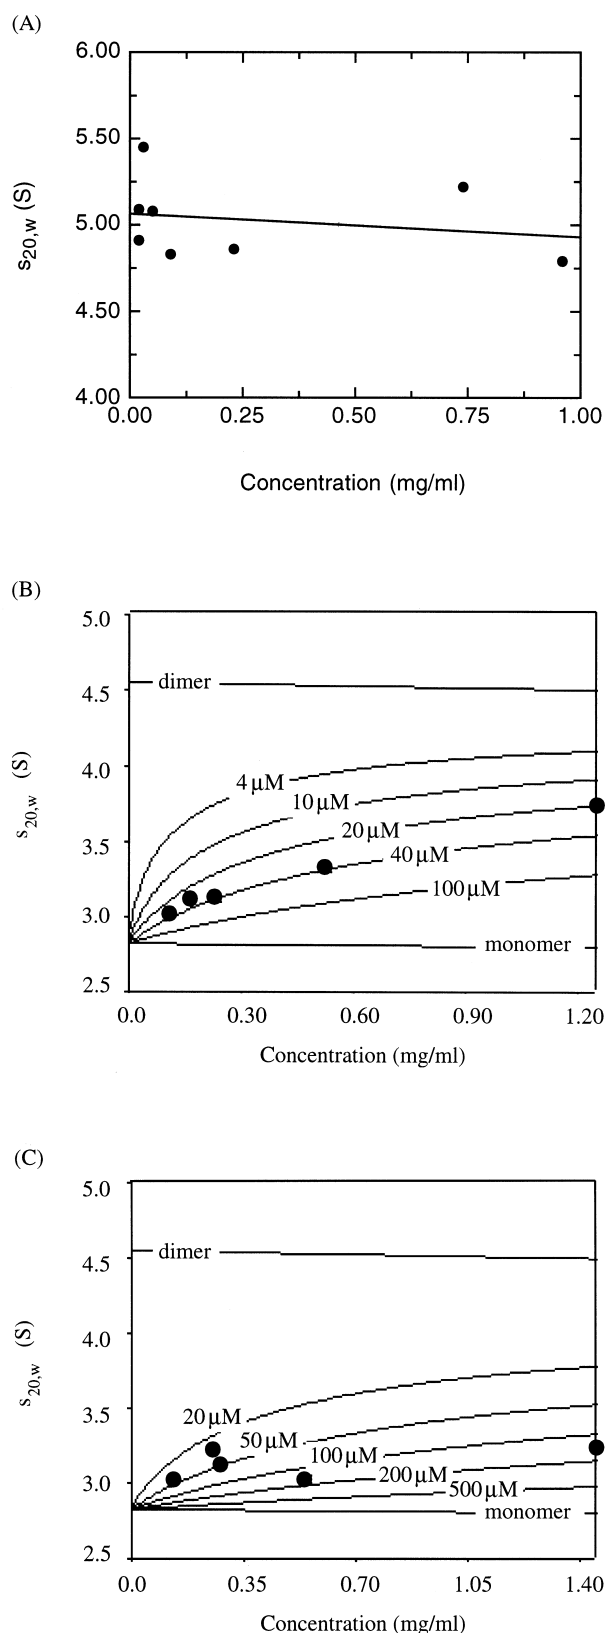 (A)
6.00
5.50
5.00
4.50
4.00
s20,w (S)
0.00 0.25 0.50 0.75 1.00
Concentration (mg/ml)
(B)
5.0
4.5
4.0
3.5
3.0
2.5
s20,w (S)
dimer
4 μM
10 μM
20 μM
40 μM
100 μM
monomer
0.0 0.30 0.60 0.90 1.20
Concentration (mg/ml)
(C)
5.0
4.5
4.0
3.5
3.0
2.5
s20,w (S)
dimer
20 μM
50 μM
100 μM
200 μM
500 μM
monomer
0.0 0.35 0.70 1.05 1.40
Concentration (mg/ml)